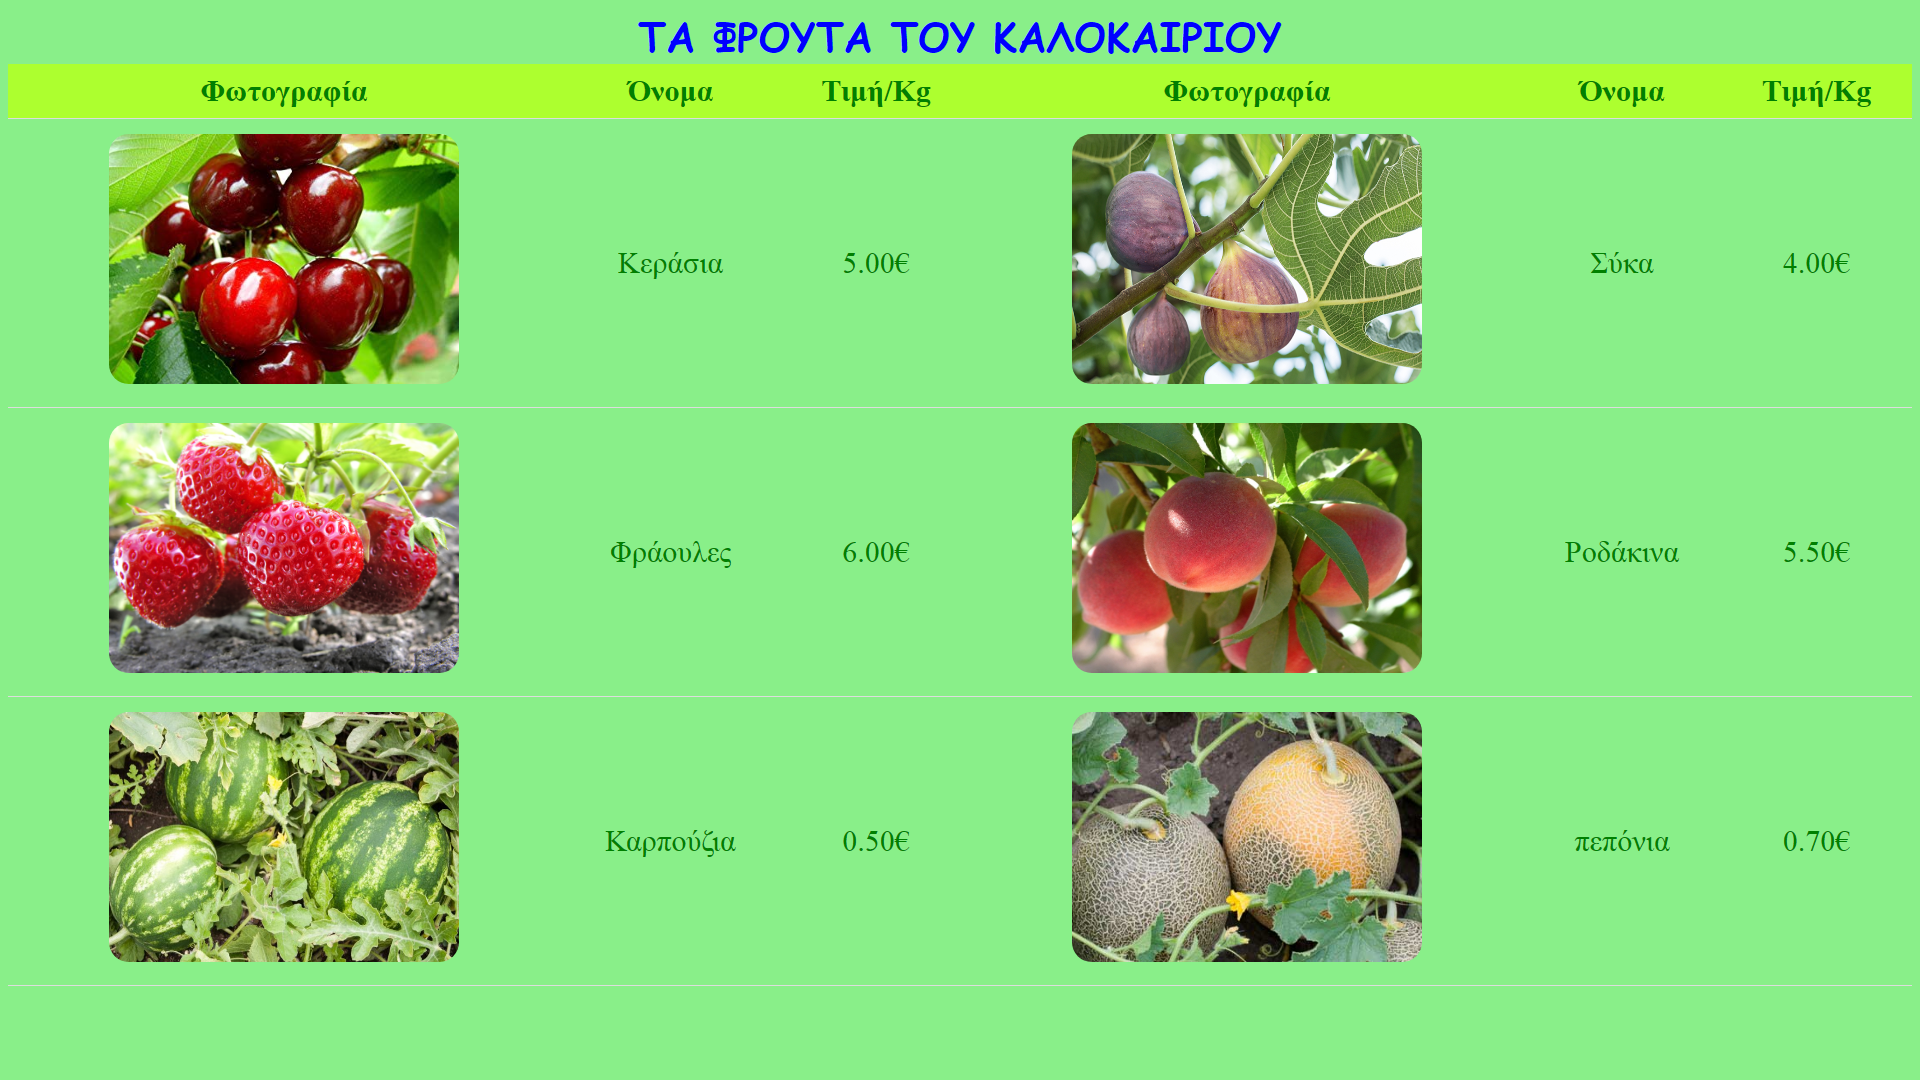 ΤΑ ΦΡΟΥΤΑ ΤΟΥ ΚΑΛΟΚΑΙΡΙΟΥ
Φωτογραφία Όνομα Τιμή/Kg Φωτογραφία Όνομα Τιμή/Kg
Κεράσια 5.00€ Σύκα 4.00€
Φράουλες 6.00€ Ροδάκινα 5.50€
Καρπούζια 0.50€ πεπόνια 0.70€